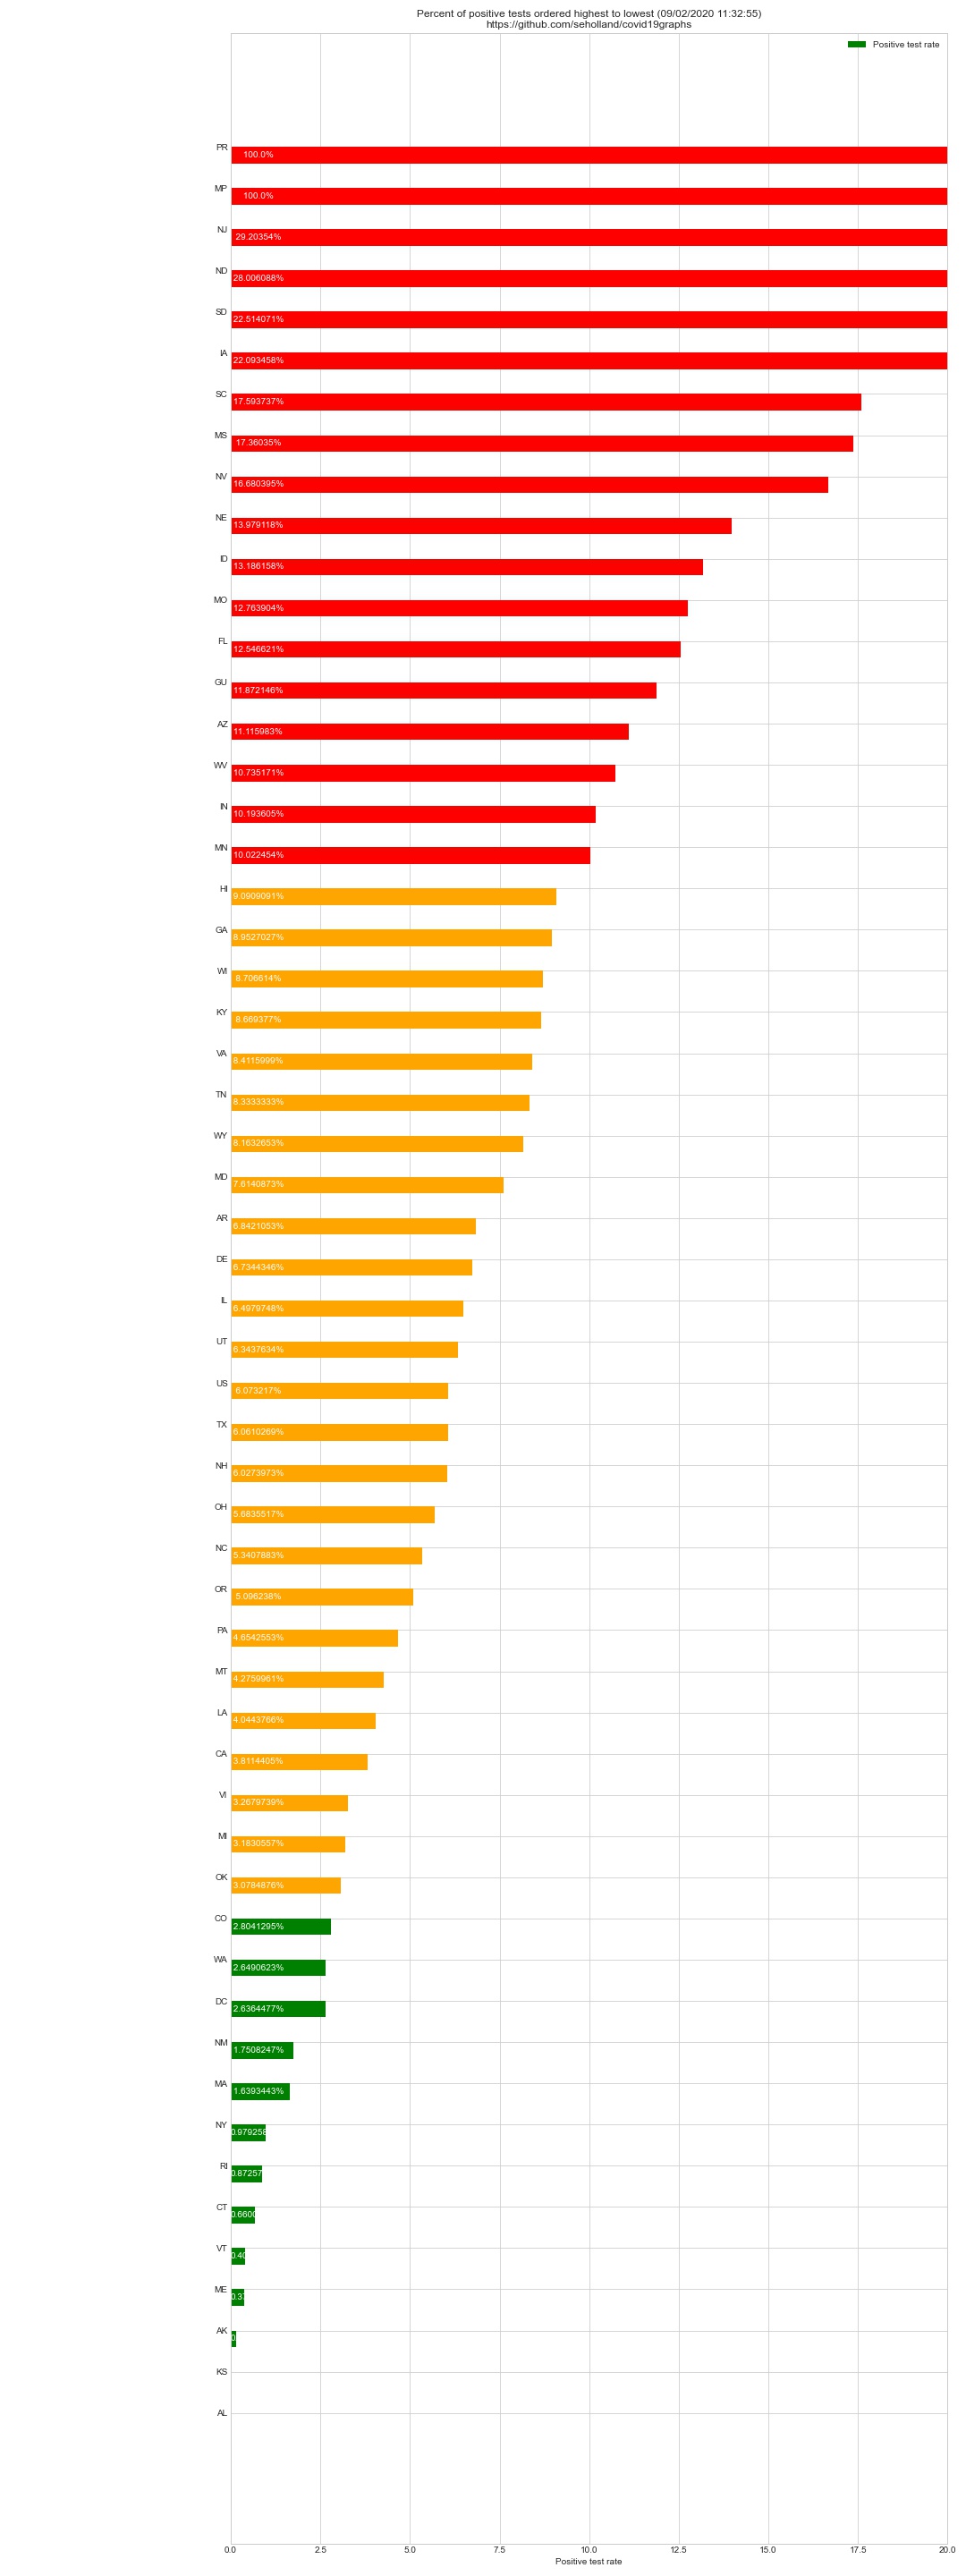 Percent of positive tests ordered highest to lowest (09/02/2020 11:32:55)
https://github.com/seholland/covid19graphs
Positive test rate
PR 100.0%
MP 100.0%
NJ 29.20354%
ND 28.006088%
SD 22.514071%
IA 22.093458%
SC 17.593737%
MS 17.36035%
NV 16.680395%
NE 13.979118%
ID 13.186158%
MO 12.763904%
FL 12.546621%
GU 11.872146%
AZ 11.115983%
WV 10.735171%
IN 10.193605%
MN 10.022454%
HI 9.0909091%
GA 8.9527027%
WI 8.706614%
KY 8.669377%
VA 8.4115999%
TN 8.3333333%
WY 8.1632653%
MD 7.6140873%
AR 6.8421053%
DE 6.7344346%
IL 6.4979748%
UT 6.3437634%
US 6.073217%
TX 6.0610269%
NH 6.0273973%
OH 5.6835517%
NC 5.3407883%
OR 5.096238%
PA 4.6542553%
MT 4.2759961%
LA 4.0443766%
CA 3.8114405%
VI 3.2679739%
MI 3.1830557%
OK 3.0784876%
CO 2.8041295%
WA 2.6490623%
DC 2.6364477%
NM 1.7508247%
MA 1.6393443%
NY 0.979258
RI 0.87257
CT 0.660
VT 0.40
ME 0.37
AK
KS
AL
0.0 2.5 5.0 7.5 10.0 12.5 15.0 17.5 20.0
Positive test rate